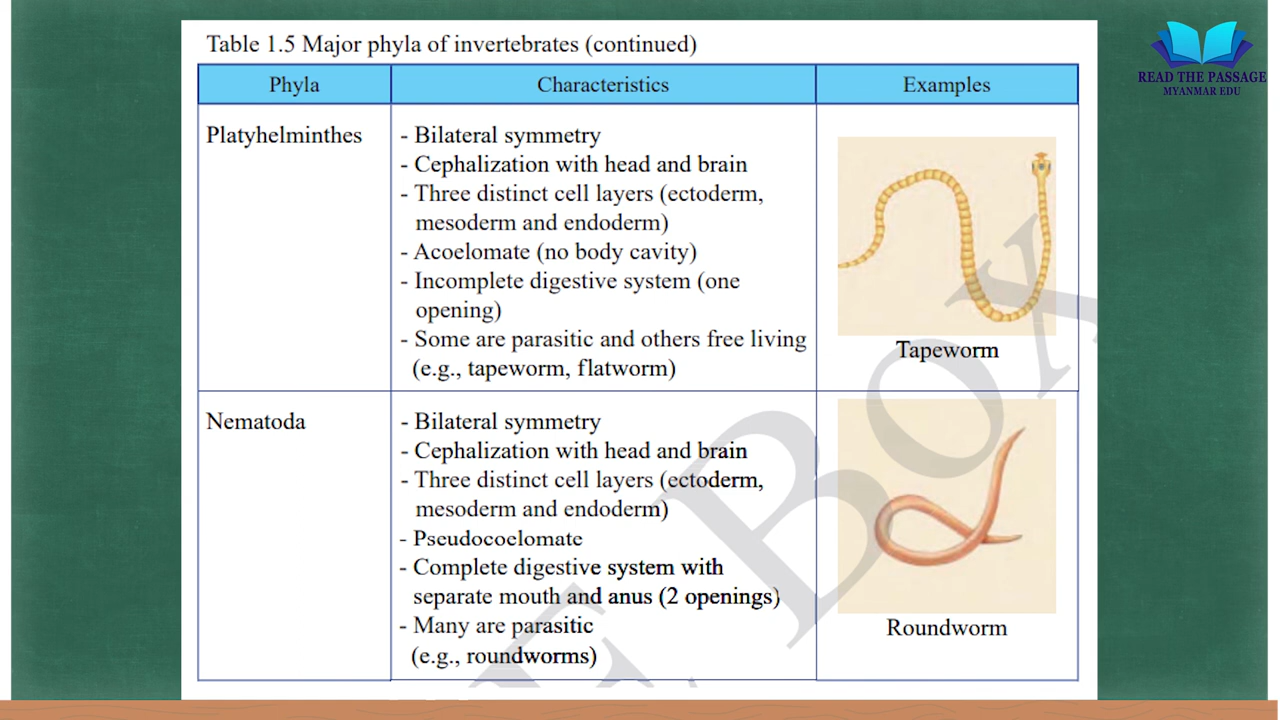 Table 1.5 Major phyla of invertebrates (continued)
READ THE PASSAGE
MYANMAR EDU
Phyla Characteristics Examples
Platyhelminthes
- Bilateral symmetry
- Cephalization with head and brain
- Three distinct cell layers (ectoderm,
mesoderm and endoderm)
- Acoelomate (no body cavity)
- Incomplete digestive system (one
opening)
- Some are parasitic and others free living
(e.g., tapeworm, flatworm)
Tapeworm
Nematoda
- Bilateral symmetry
- Cephalization with head and brain
- Three distinct cell layers (ectoderm,
mesoderm and endoderm)
- Pseudocoelomate
- Complete digestive system with
separate mouth and anus (2 openings)
- Many are parasitic
(e.g., roundworms)
Roundworm